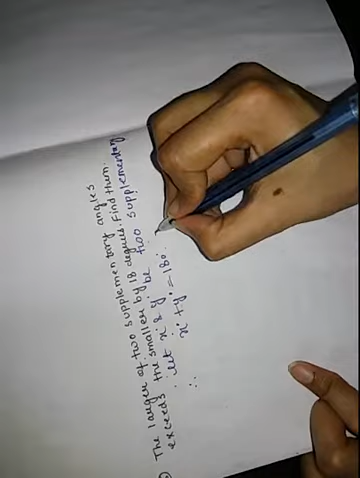 The larger of two supplementary angles
exceeds the smaller by 18 degrees. Find them.
∴ Let x° & y° be two supplementary
∴ x° + y° = 180°